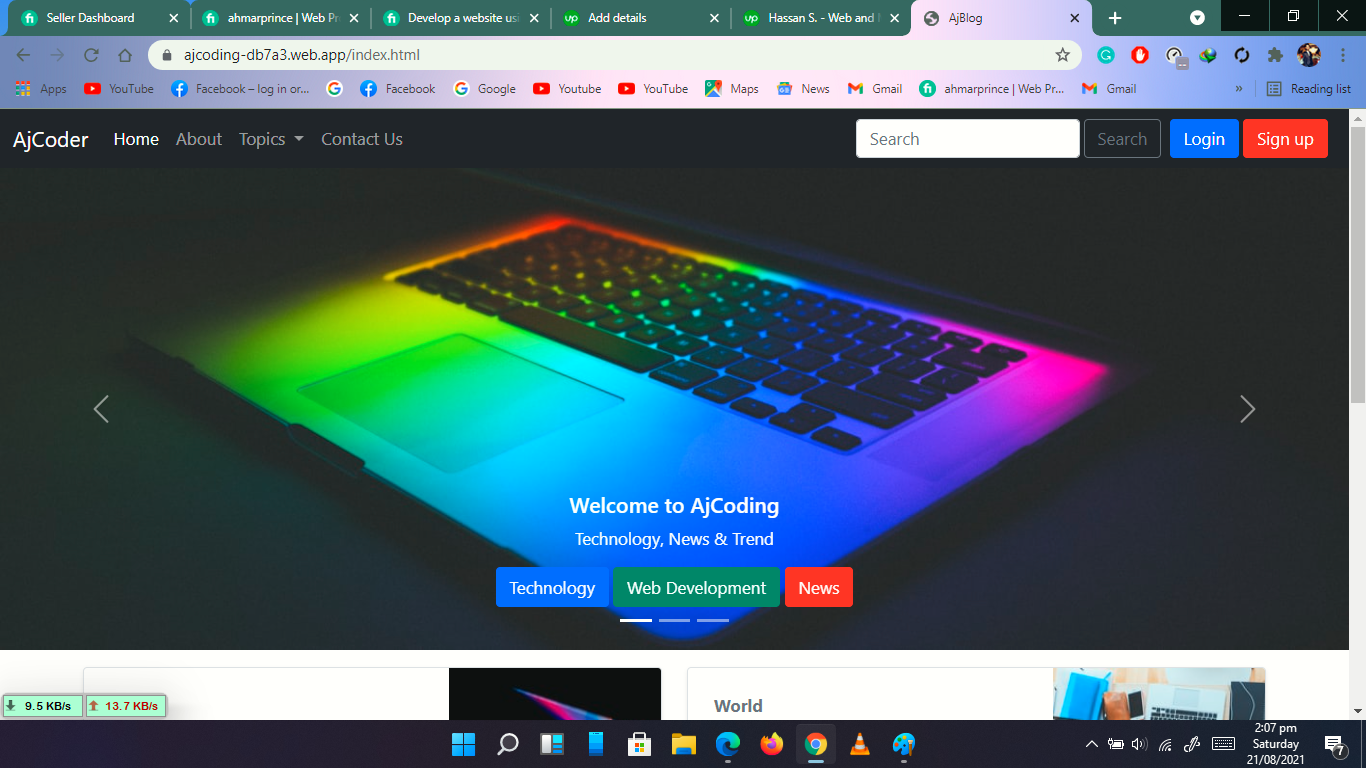 Seller Dashboard
ahmarprince | Web Pr
Develop a website usi
Add details
Hassan S. - Web and
AjBlog
ajcoding-db7a3.web.app/index.html
Apps YouTube Facebook – log in or... Facebook Google Youtube YouTube Maps News Gmail ahmarprince | Web Pr... Gmail » Reading list
AjCoder Home About Topics Contact Us Search Search Login Sign up
Welcome to AjCoding
Technology, News & Trend
Technology Web Development News
World
9.5 KB/s 13.7 KB/s
2:07 pm
Saturday
21/08/2021
7